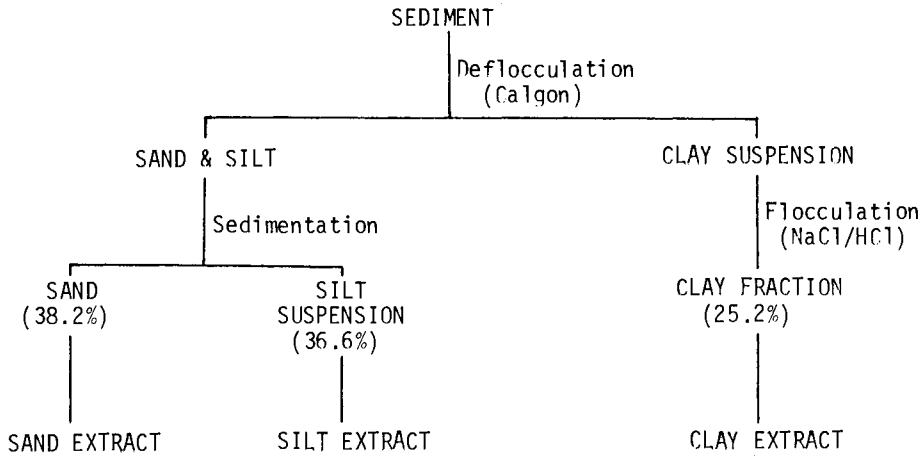 SEDIMENT
Deflocculation
(Calgon)
SAND & SILT
CLAY SUSPENSION
Sedimentation
Flocculation
(NaCl/HCl)
SAND
(38.2%)
SILT
SUSPENSION
(36.6%)
CLAY FRACTION
(25.2%)
SAND EXTRACT
SILT EXTRACT
CLAY EXTRACT